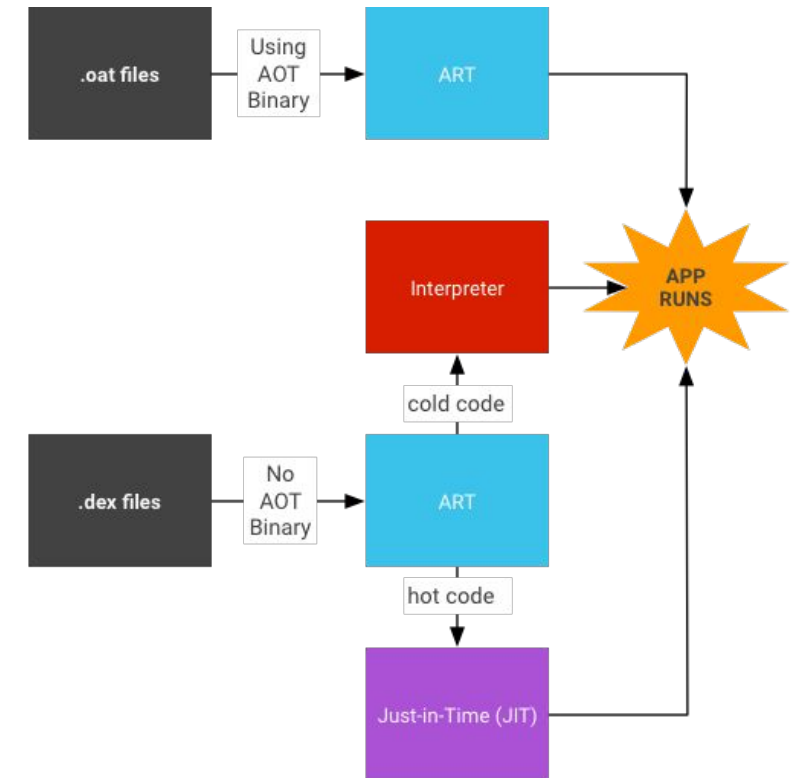 .oat files
Using
AOT
Binary
ART
Interpreter
APP
RUNS
cold code
.dex files
No
AOT
Binary
ART
hot code
Just-in-Time (JIT)